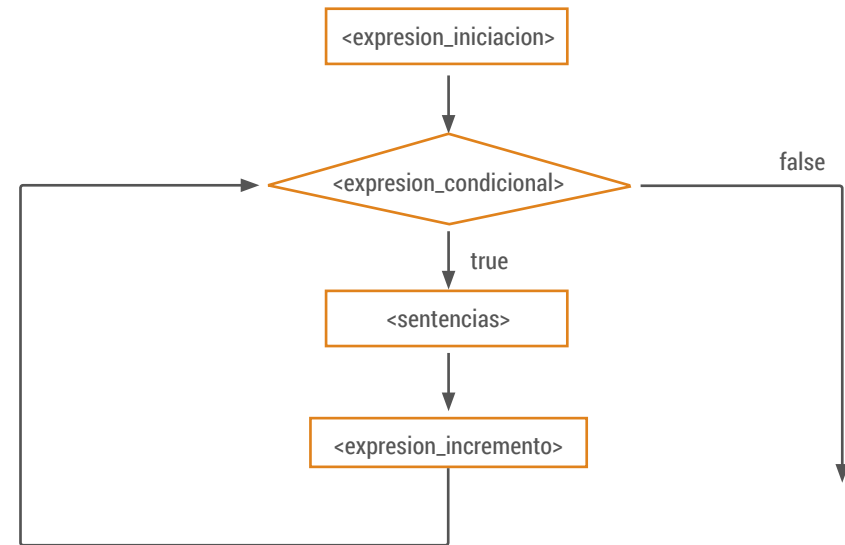 <expresion_iniciacion>
<expresion_condicional>
false
true
<sentencias>
<expresion_incremento>